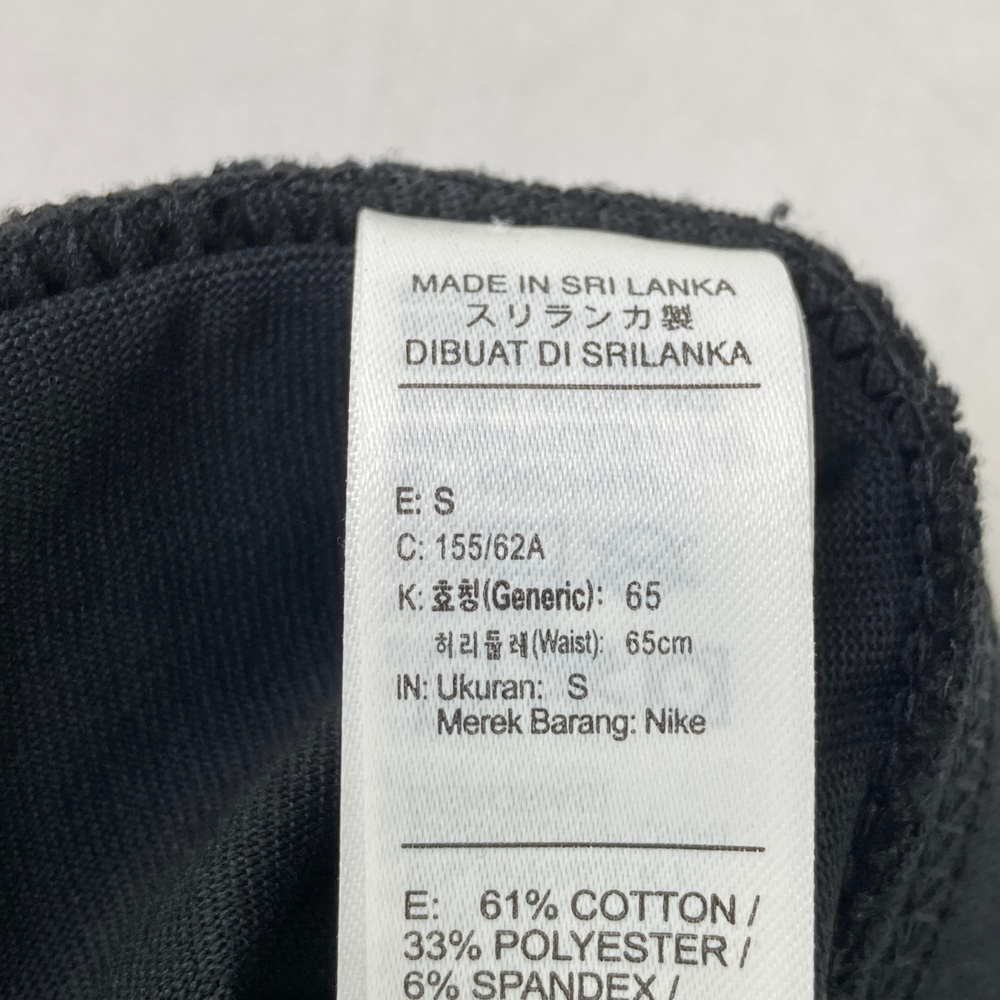 MADE IN SRI LANKA
スリランカ製
DIBUAT DI SRILANKA
E: S
C: 155/62A
K: 호칭(Generic): 65
허리둘레(Waist): 65cm
IN: Ukuran: S
Merek Barang: Nike
E: 61% COTTON /
33% POLYESTER /
6% SPANDEX /